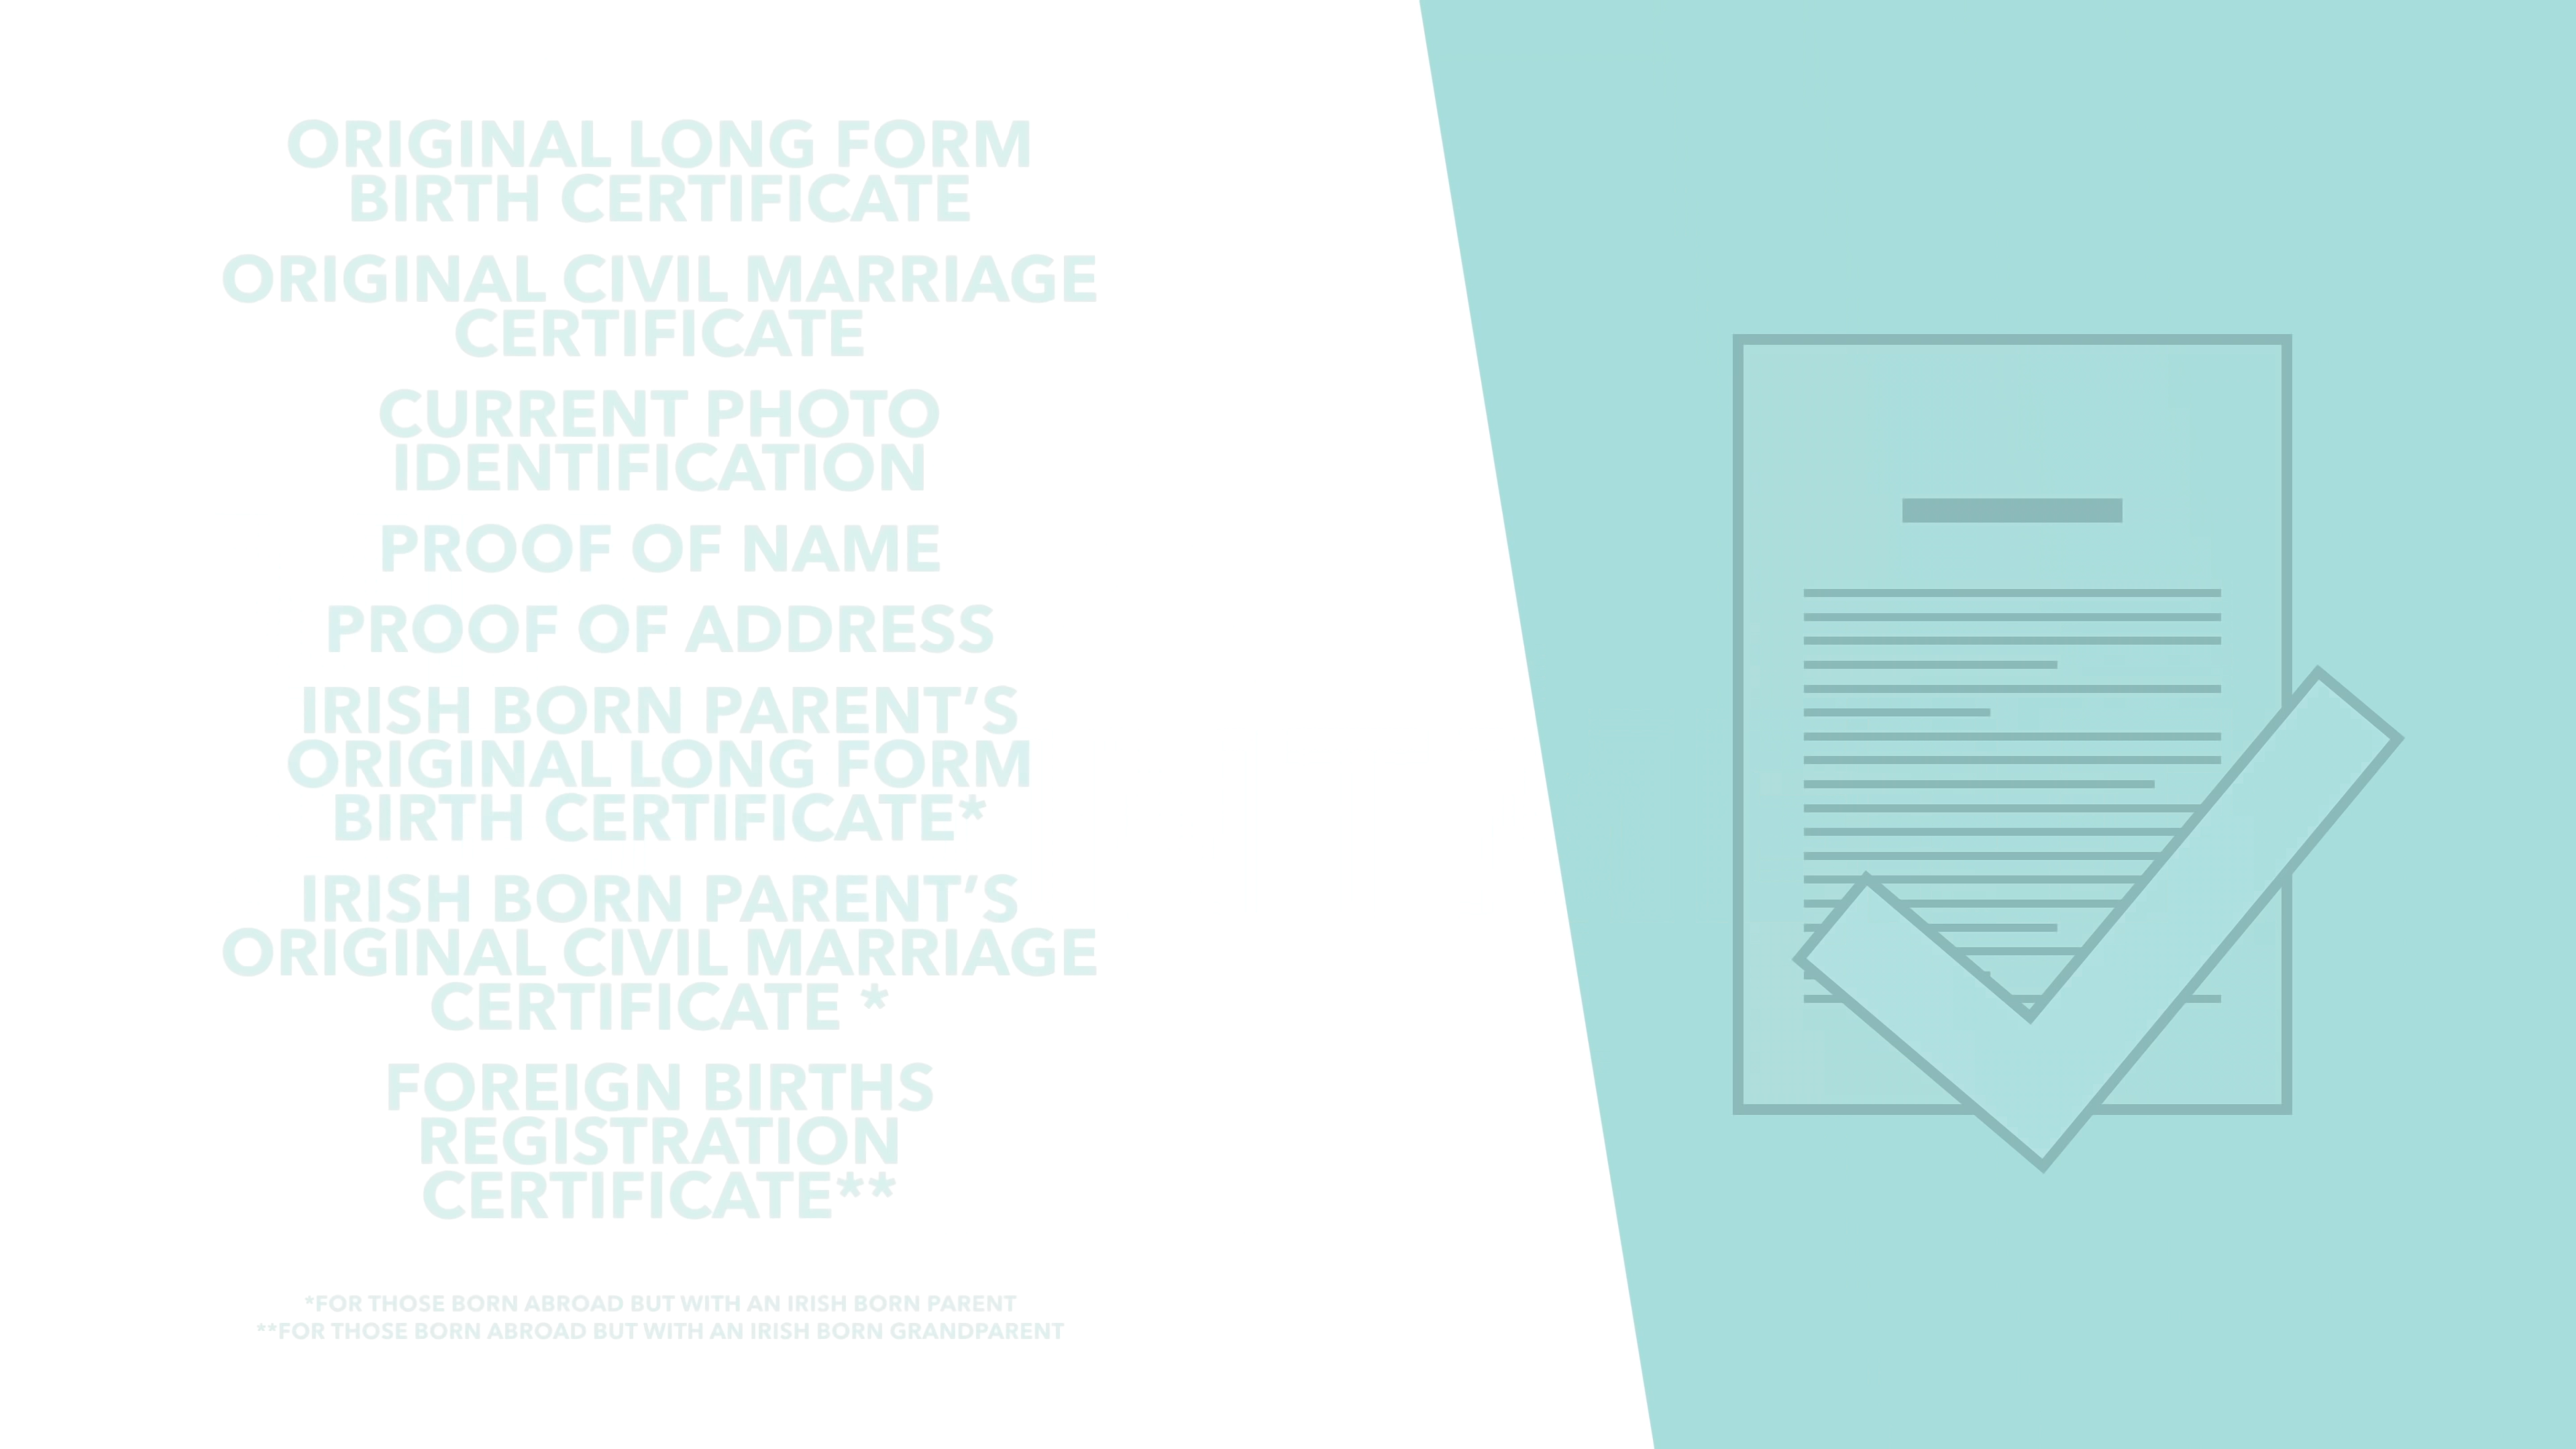 ORIGINAL LONG FORM
BIRTH CERTIFICATE
ORIGINAL CIVIL MARRIAGE
CERTIFICATE
CURRENT PHOTO
IDENTIFICATION
PROOF OF NAME
PROOF OF ADDRESS
IRISH BORN PARENT’S
ORIGINAL LONG FORM
BIRTH CERTIFICATE*
IRISH BORN PARENT’S
ORIGINAL CIVIL MARRIAGE
CERTIFICATE *
FOREIGN BIRTHS
REGISTRATION
CERTIFICATE**
*FOR THOSE BORN ABROAD BUT WITH AN IRISH BORN PARENT
**FOR THOSE BORN ABROAD BUT WITH AN IRISH BORN GRANDPARENT